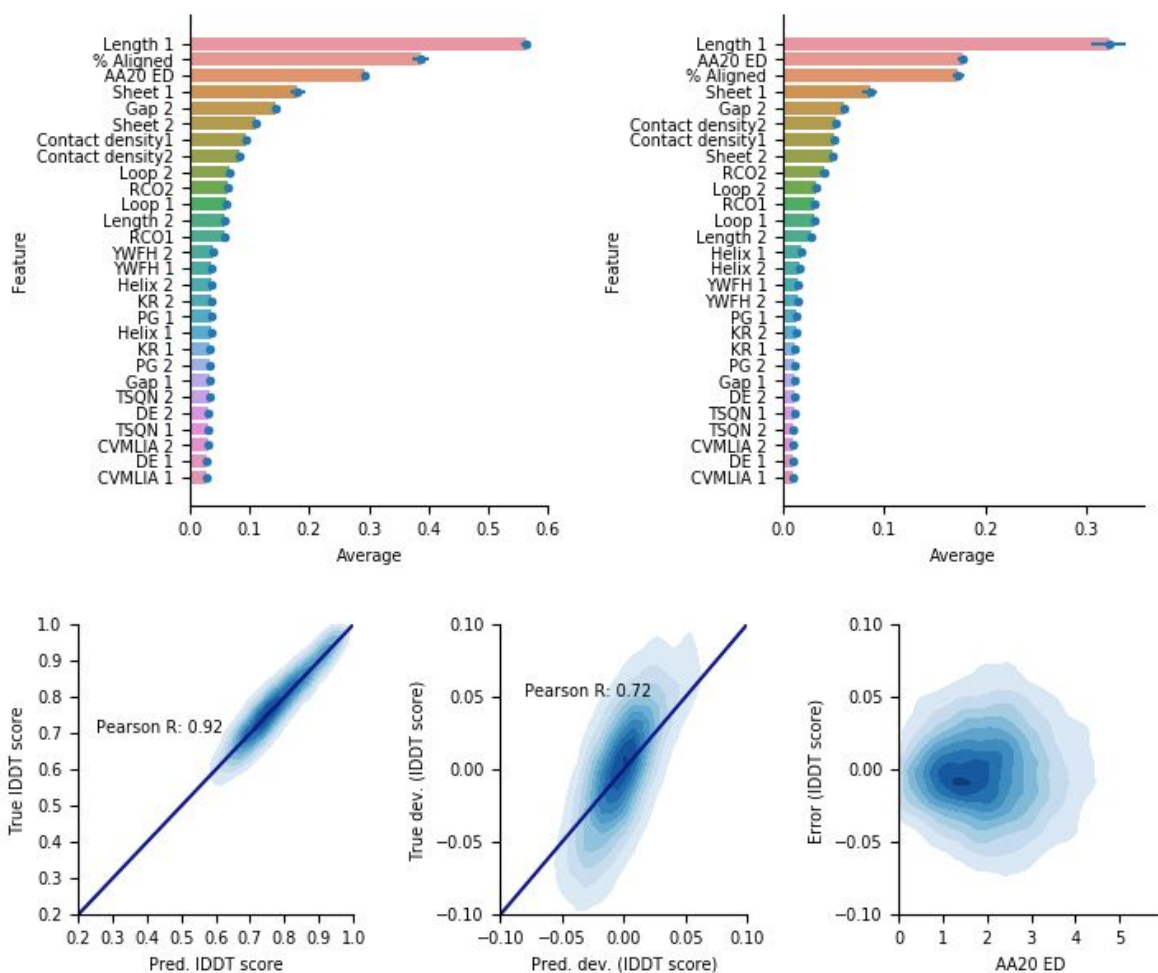 Length 1
% Aligned
AA20 ED
Sheet 1
Gap 2
Sheet 2
Contact density1
Contact density2
Loop 2
RCO2
Loop 1
Length 2
RCO1
YWFH 2
YWFH 1
Helix 2
KR 2
PG 1
Helix 1
KR 1
PG 2
Gap 1
TSQN 2
DE 2
TSQN 1
CVMLIA 2
DE 1
CVMLIA 1
Feature
0.0 0.1 0.2 0.3 0.4 0.5 0.6
Average
Length 1
AA20 ED
% Aligned
Sheet 1
Gap 2
Contact density2
Contact density1
Sheet 2
RCO2
Loop 2
RCO1
Loop 1
Length 2
Helix 1
Helix 2
YWFH 1
YWFH 2
PG 1
KR 2
KR 1
PG 2
Gap 1
DE 2
TSQN 1
TSQN 2
CVMLIA 2
DE 1
CVMLIA 1
Feature
0.0 0.1 0.2 0.3
Average
1.0
0.9
0.8
0.7
0.6
0.5
0.4
0.3
0.2
True lDDT score
Pearson R: 0.92
0.2 0.3 0.4 0.5 0.6 0.7 0.8 0.9 1.0
Pred. lDDT score
0.10
0.05
0.00
−0.05
−0.10
True dev. (lDDT score)
Pearson R: 0.72
−0.10 −0.05 0.00 0.05 0.10
Pred. dev. (lDDT score)
0.10
0.05
0.00
−0.05
−0.10
Error (lDDT score)
0 1 2 3 4 5
AA20 ED